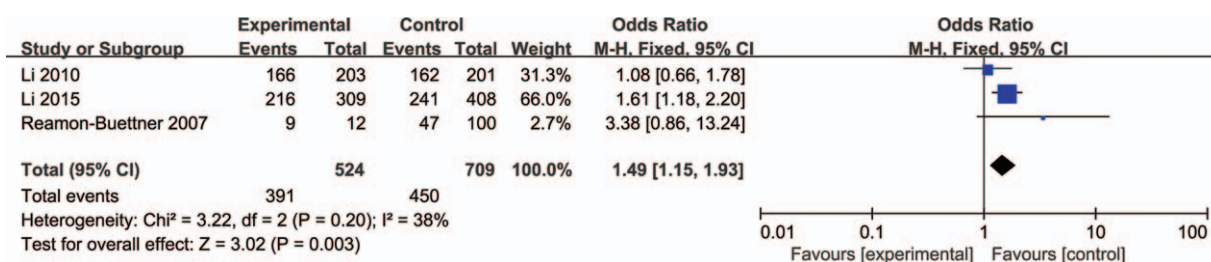 Experimental Control Odds Ratio Odds Ratio
Study or Subgroup Events Total Events Total Weight M-H, Fixed, 95% CI M-H, Fixed, 95% CI
Li 2010 166 203 162 201 31.3% 1.08 [0.66, 1.78]
Li 2015 216 309 241 408 66.0% 1.61 [1.18, 2.20]
Reamon-Buettner 2007 9 12 47 100 2.7% 3.38 [0.86, 13.24]
Total (95% CI) 524 709 100.0% 1.49 [1.15, 1.93]
Total events 391 450
Heterogeneity: Chi² = 3.22, df = 2 (P = 0.20); I² = 38%
Test for overall effect: Z = 3.02 (P = 0.003)
0.01 0.1 1 10 100
Favours [experimental] Favours [control]